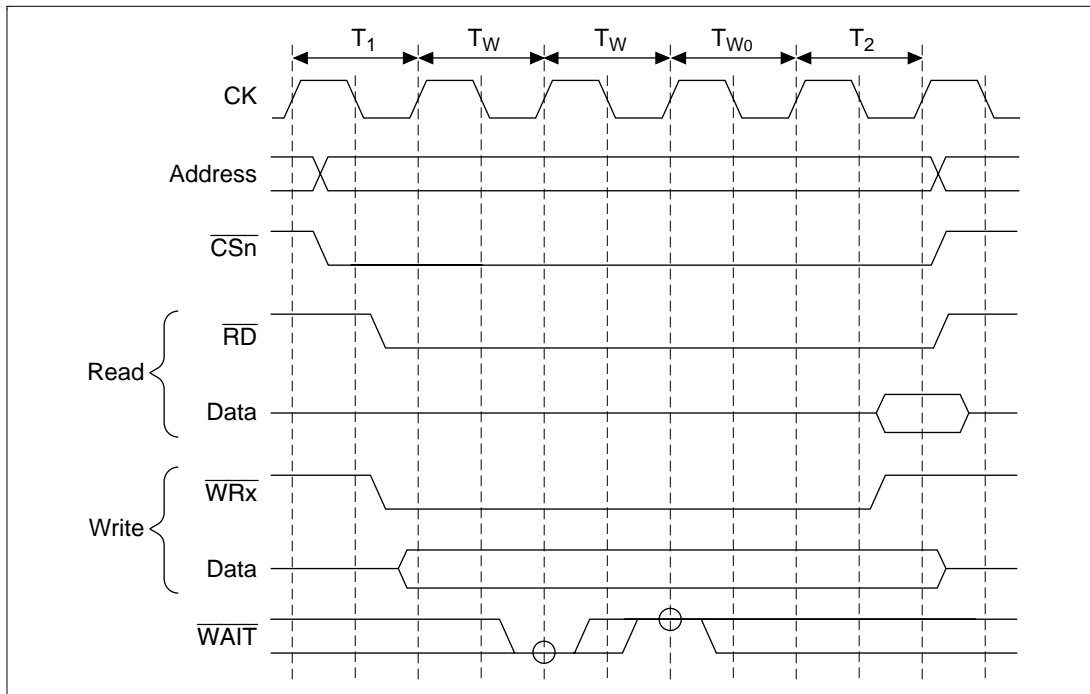 T1 TW TW TW0 T2
CK
Address
CSn
RD
Read
Data
WRx
Write
Data
WAIT